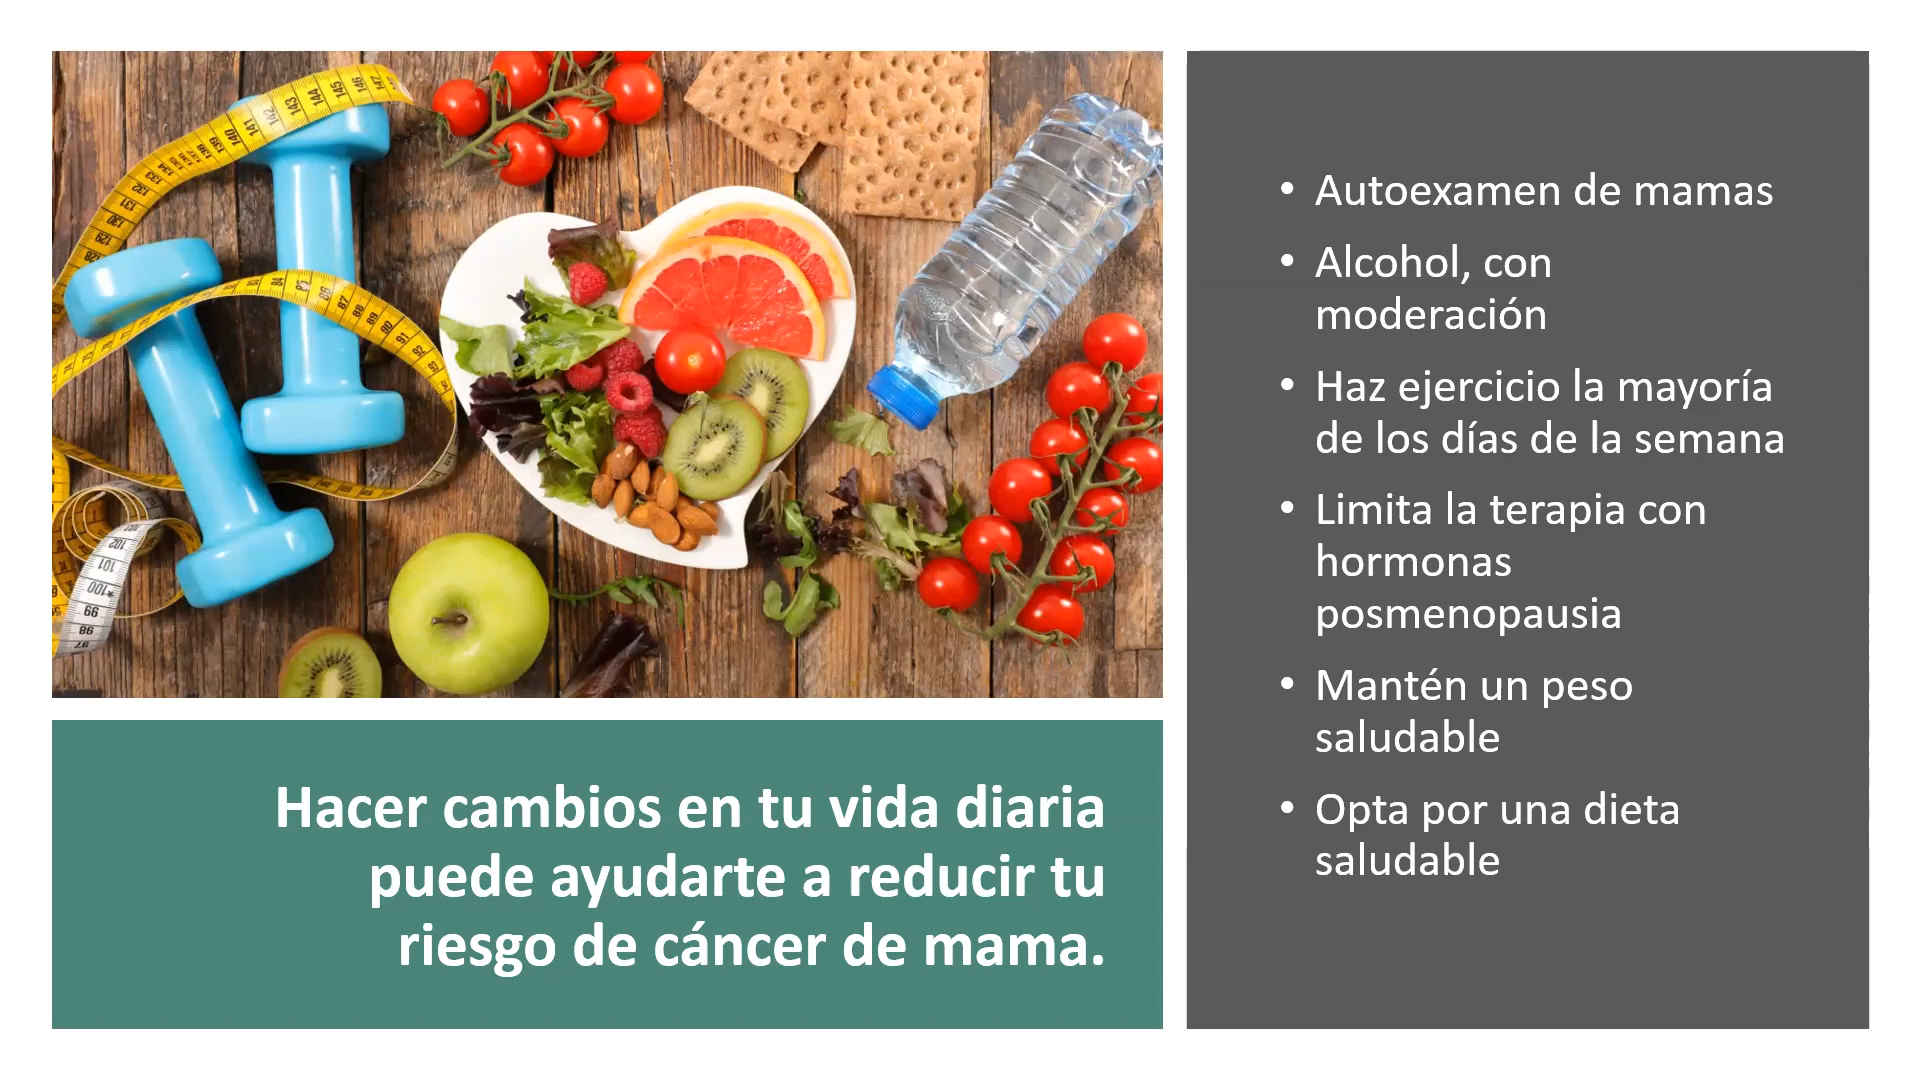 Hacer cambios en tu vida diaria
puede ayudarte a reducir tu
riesgo de cáncer de mama.
• Autoexamen de mamas
• Alcohol, con
moderación
• Haz ejercicio la mayoría
de los días de la semana
• Limita la terapia con
hormonas
posmenopausia
• Mantén un peso
saludable
• Opta por una dieta
saludable